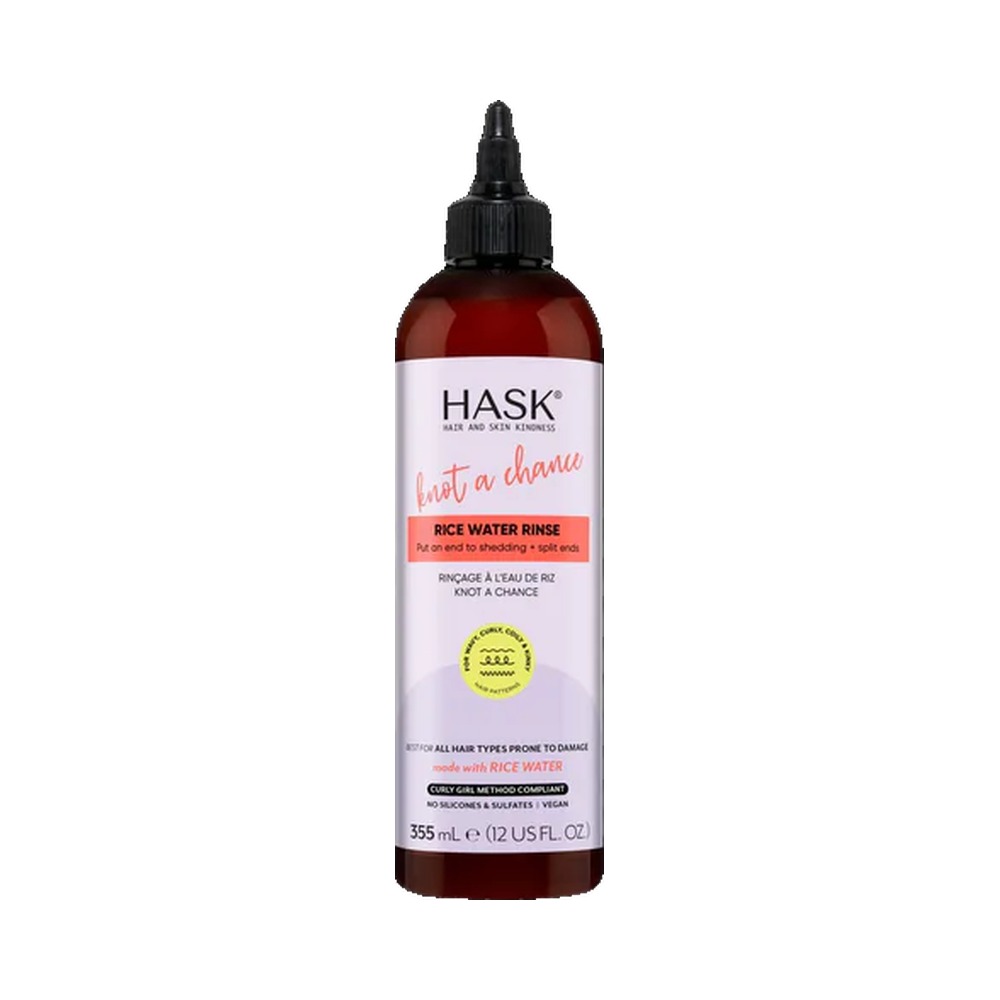 HASK®
HAIR AND SKIN KINDNESS
knot a chance
RICE WATER RINSE
Put an end to shedding + split ends
RINÇAGE À L'EAU DE RIZ
KNOT A CHANCE
FOR WAVY, CURLY, COILY & KINKY
HAIR PATTERNS
BEST FOR ALL HAIR TYPES PRONE TO DAMAGE
made with RICE WATER
CURLY GIRL METHOD COMPLIANT
NO SILICONES & SULFATES | VEGAN
355 mL ℮ (12 US FL. OZ.)